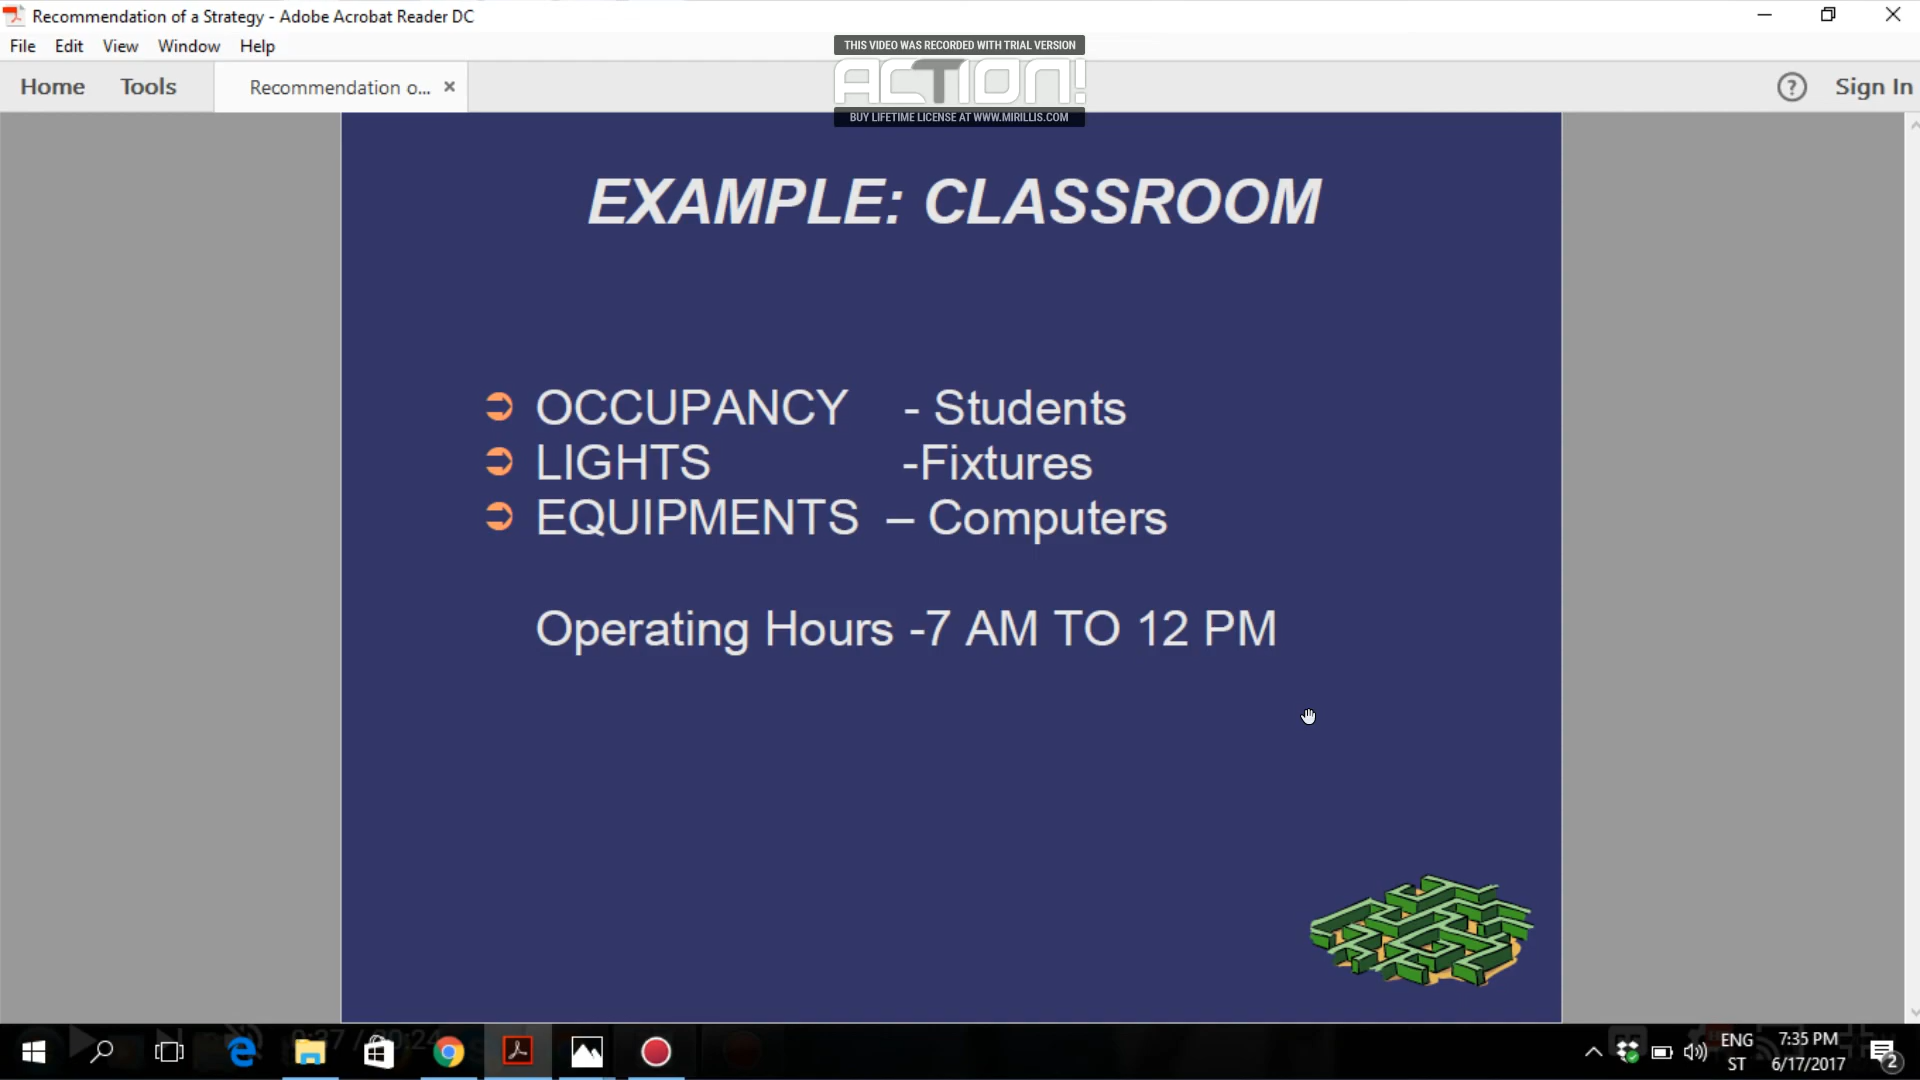 Recommendation of a Strategy - Adobe Acrobat Reader DC
File Edit View Window Help
THIS VIDEO WAS RECORDED WITH TRIAL VERSION
ACTION!
BUY LIFETIME LICENSE AT WWW.MIRILLIS.COM
Home Tools Recommendation o... × ? Sign In
EXAMPLE: CLASSROOM
OCCUPANCY - Students
LIGHTS -Fixtures
EQUIPMENTS – Computers
Operating Hours -7 AM TO 12 PM
ENG 7:35 PM
ST 6/17/2017 2